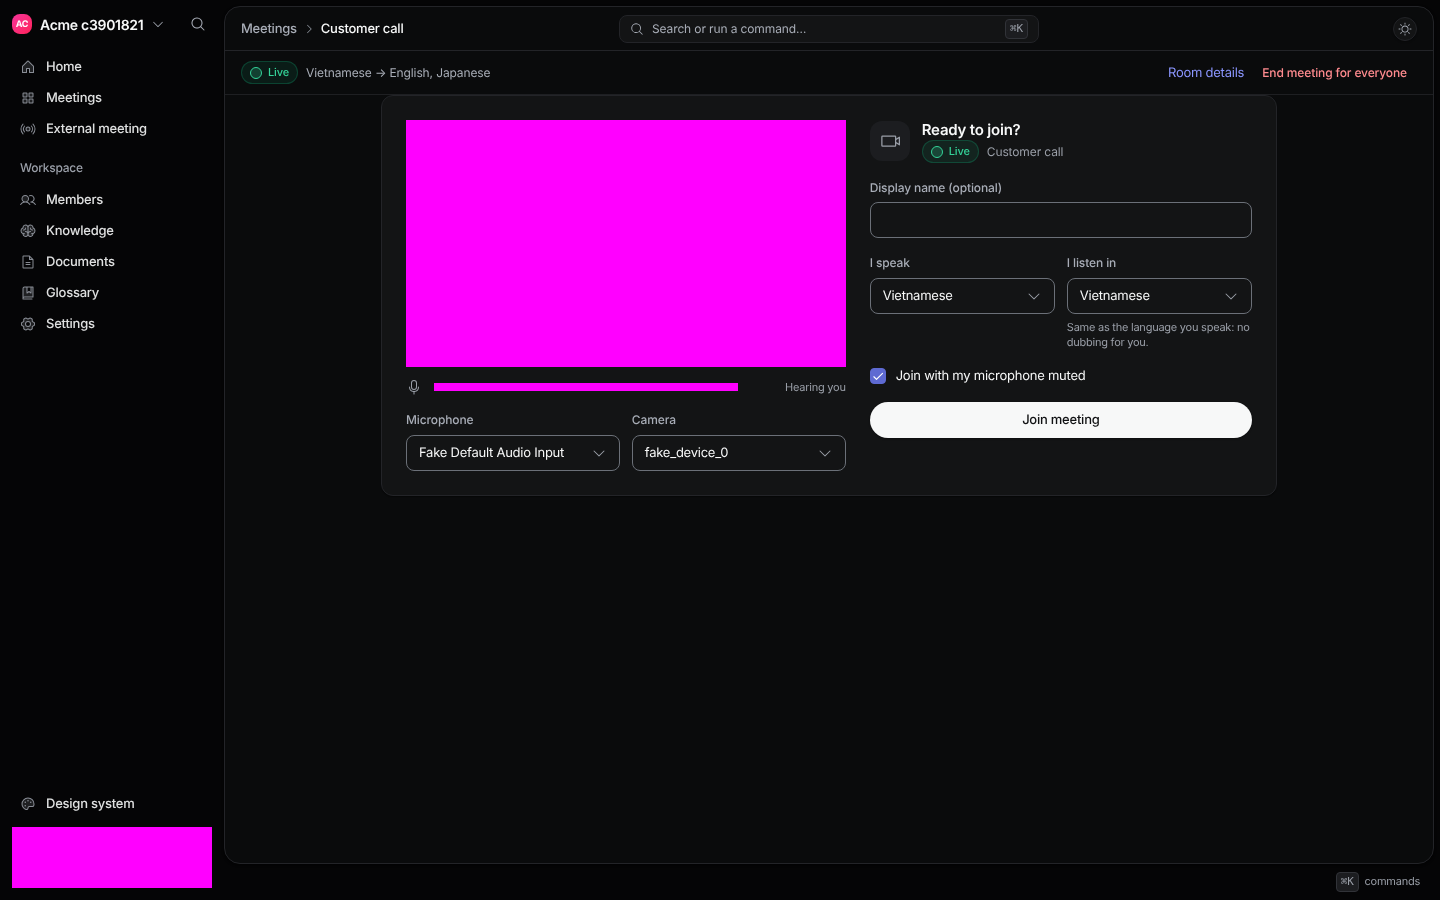 AC Acme c3901821
Home
Meetings
External meeting
Workspace
Members
Knowledge
Documents
Glossary
Settings
Design system
Meetings > Customer call
Search or run a command...
⌘K
Live Vietnamese → English, Japanese
Room details
End meeting for everyone
Hearing you
Microphone
Fake Default Audio Input
Camera
fake_device_0
Ready to join?
Live Customer call
Display name (optional)
I speak
Vietnamese
I listen in
Vietnamese
Same as the language you speak: no
dubbing for you.
Join with my microphone muted
Join meeting
⌘K commands